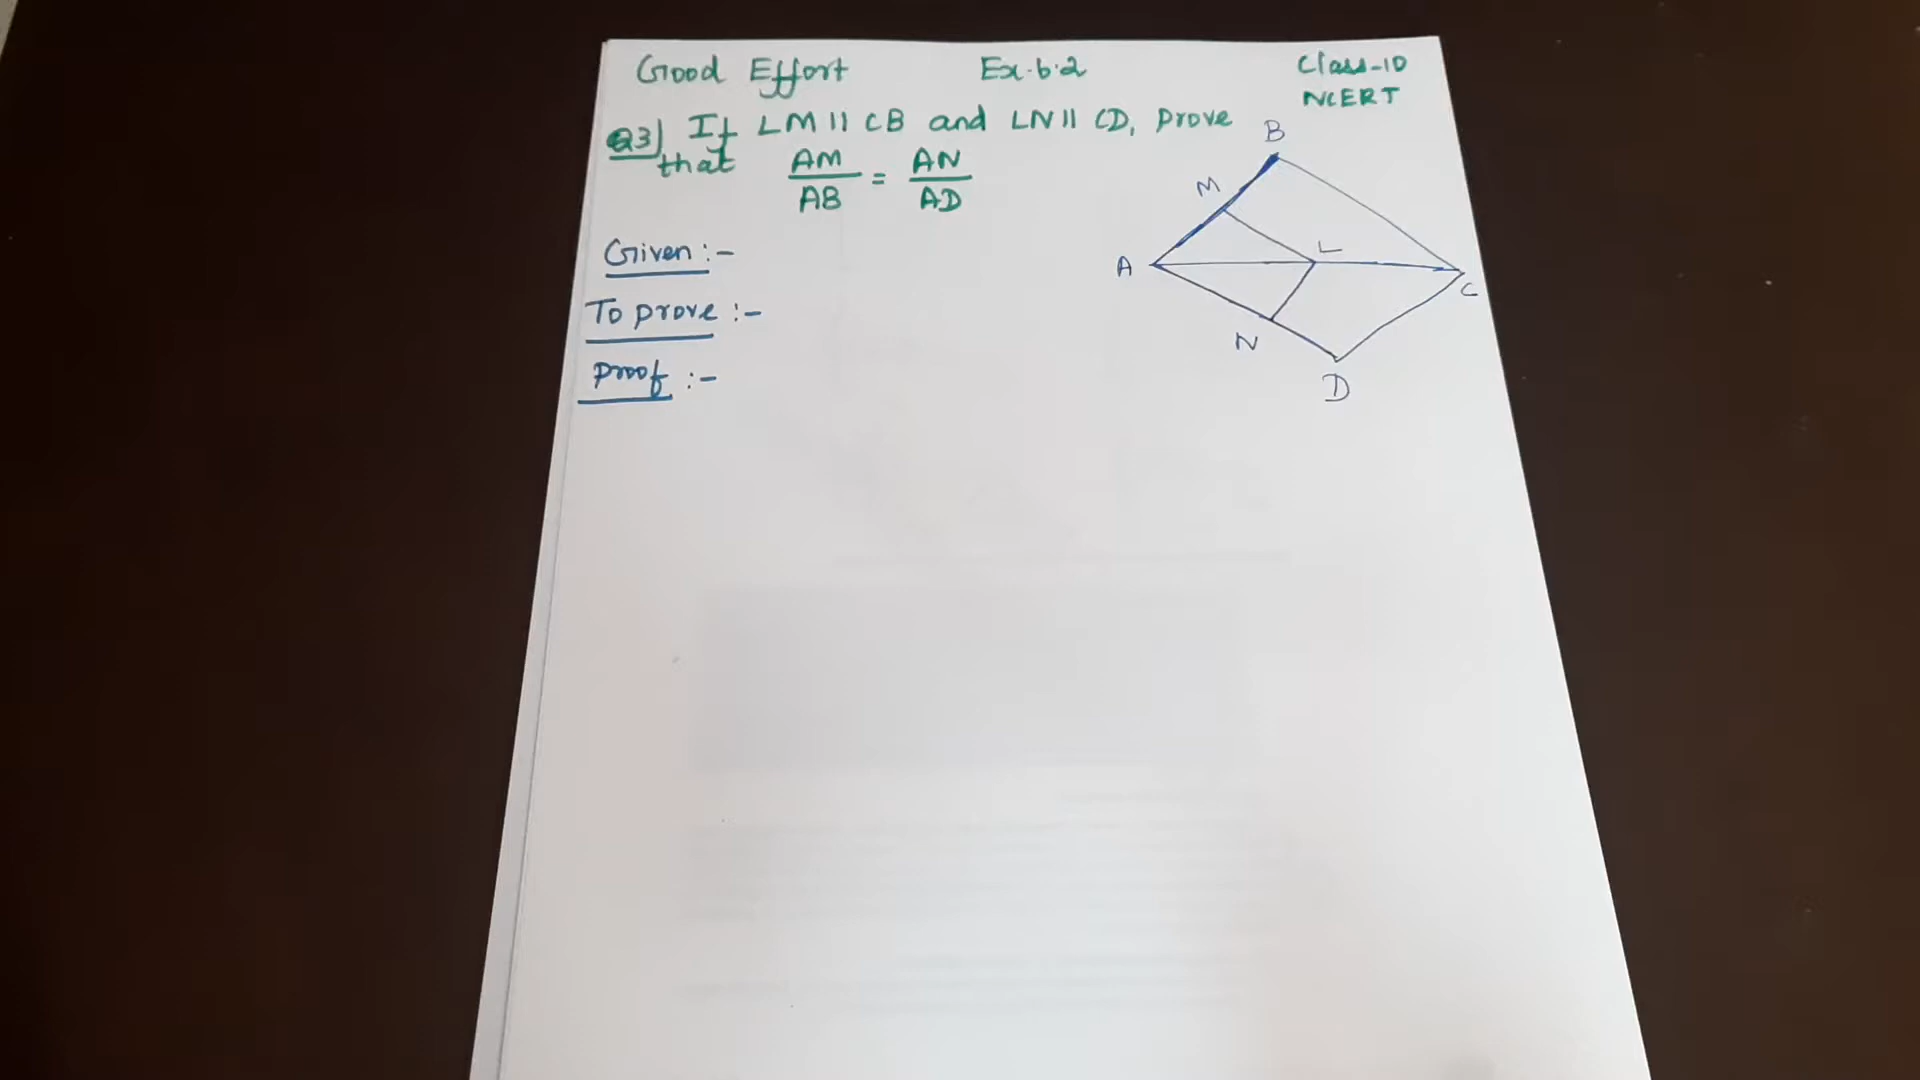 Good Effort Ex.6.2 Class-10
NCERT
Q3) If LM || CB and LN || CD, prove
that AM/AB = AN/AD
B
M
L
A
C
N
D
Given :-
To prove :-
Proof :-